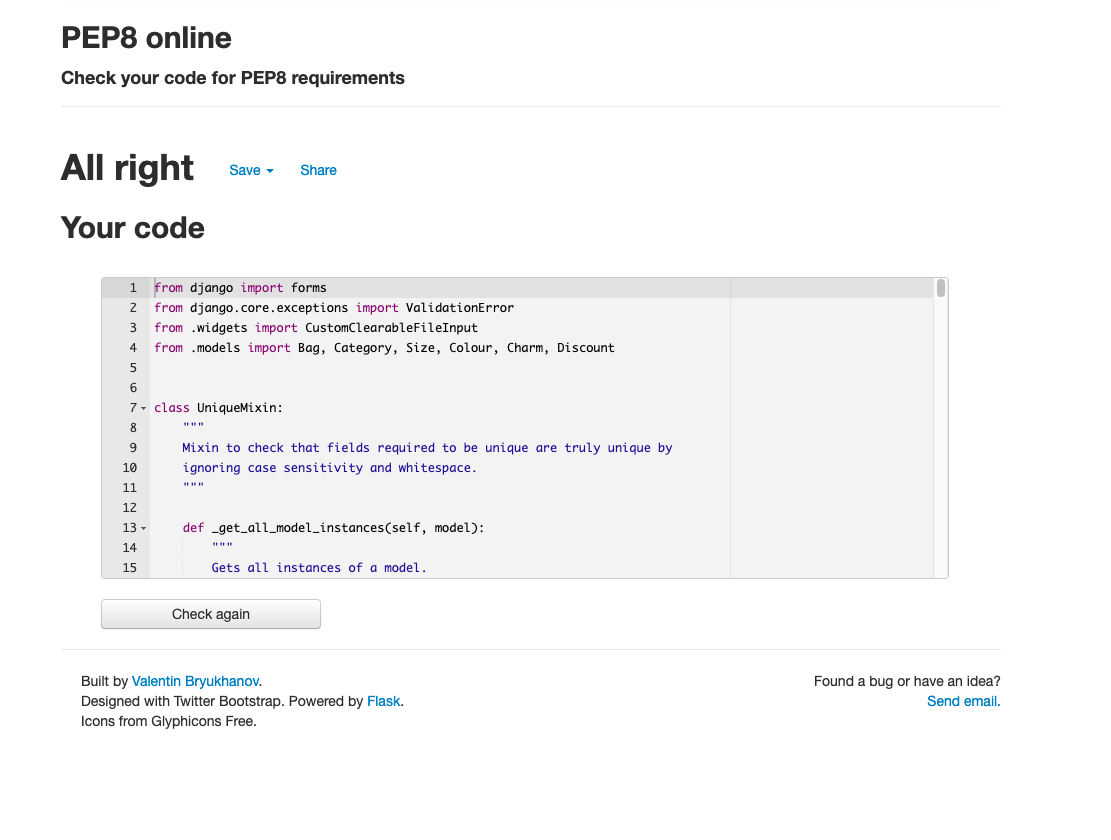 PEP8 online
Check your code for PEP8 requirements
All right Save Share
Your code
1 from django import forms
2 from django.core.exceptions import ValidationError
3 from .widgets import CustomClearableFileInput
4 from .models import Bag, Category, Size, Colour, Charm, Discount
5
6
7 class UniqueMixin:
8 """
9 Mixin to check that fields required to be unique are truly unique by
10 ignoring case sensitivity and whitespace.
11 """
12
13 def _get_all_model_instances(self, model):
14 """
15 Gets all instances of a model.
Check again
Built by Valentin Bryukhanov.
Designed with Twitter Bootstrap. Powered by Flask.
Icons from Glyphicons Free.
Found a bug or have an idea?
Send email.